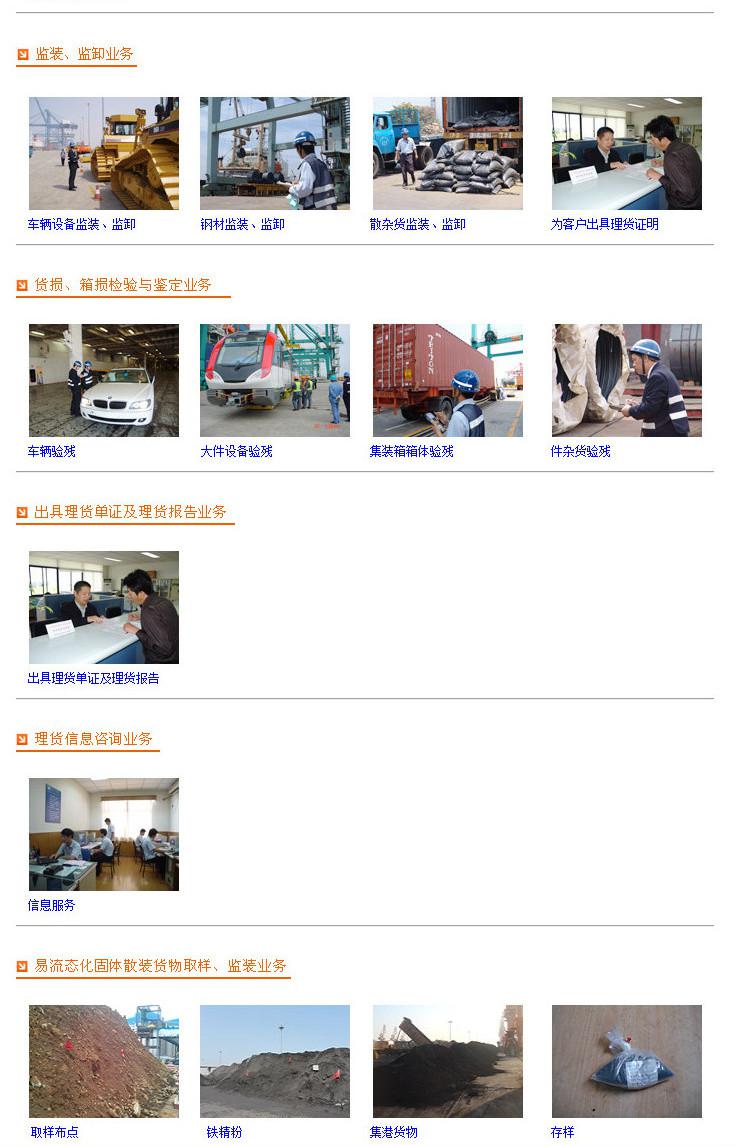 监装、监卸业务
车辆设备监装、监卸
钢材监装、监卸
散杂货监装、监卸
为客户出具理货证明
货损、箱损检验与鉴定业务
车辆验残
大件设备验残
集装箱箱体验残
件杂货验残
出具理货单证及理货报告业务
出具理货单证及理货报告
理货信息咨询业务
信息服务
易流态化固体散装货物取样、监装业务
取样布点
铁精粉
集港货物
存样